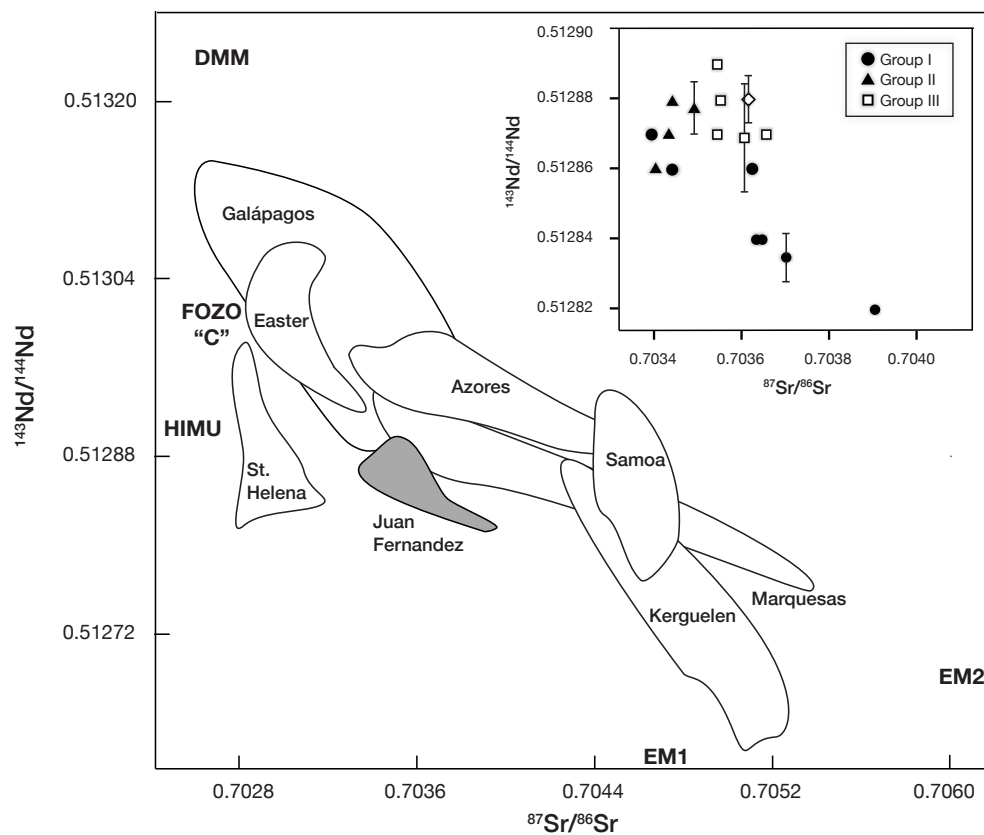 DMM
0.51320
Galápagos
0.51304
FOZO
“C”
Easter
Azores
HIMU
0.51288
St.
Helena
Samoa
Juan
Fernandez
Marquesas
Kerguelen
0.51272
EM2
EM1
0.7028
0.7036
0.7044
0.7052
0.7060
⁸⁷Sr/⁸⁶Sr
¹⁴³Nd/¹⁴⁴Nd
0.51290
0.51288
0.51286
0.51284
0.51282
¹⁴³Nd/¹⁴⁴Nd
Group I
Group II
Group III
0.7034
0.7036
0.7038
0.7040
⁸⁷Sr/⁸⁶Sr